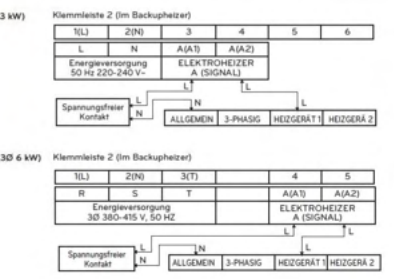 3 kW) Klemmleiste 2 (Im Backupheizer)
1(L) 2(N) 3 4 5 6
L N A(A1) A(A2)
Energieversorgung ELEKTROHEIZER
50 Hz 220-240 V~ A (SIGNAL)
L L
Spannungsfreier L N L
Kontakt N ALLGEMEIN 3-PHASIG HEIZGERÄT 1 HEIZGERÄ 2
3Ø 6 kW) Klemmleiste 2 (Im Backupheizer)
1(L) 2(N) 3(T) 4 5
R S T A(A1) A(A2)
Energieversorgung ELEKTROHEIZER
3Ø 380-415 V, 50 HZ A (SIGNAL)
L L
Spannungsfreier L N L
Kontakt N ALLGEMEIN 3-PHASIG HEIZGERÄT 1 HEIZGERÄ 2